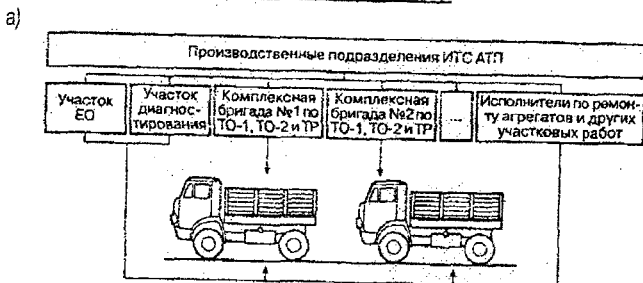 а)
Производственные подразделения ИТС АТП
Участок
ЕО
Участок
диагнос-
тирования
Комплексная
бригада №1 по
ТО-1, ТО-2 и ТР
Комплексная
бригада №2 по
ТО-1, ТО-2 и ТР
...
Исполнители по ремон-
ту агрегатов и других
участковых работ